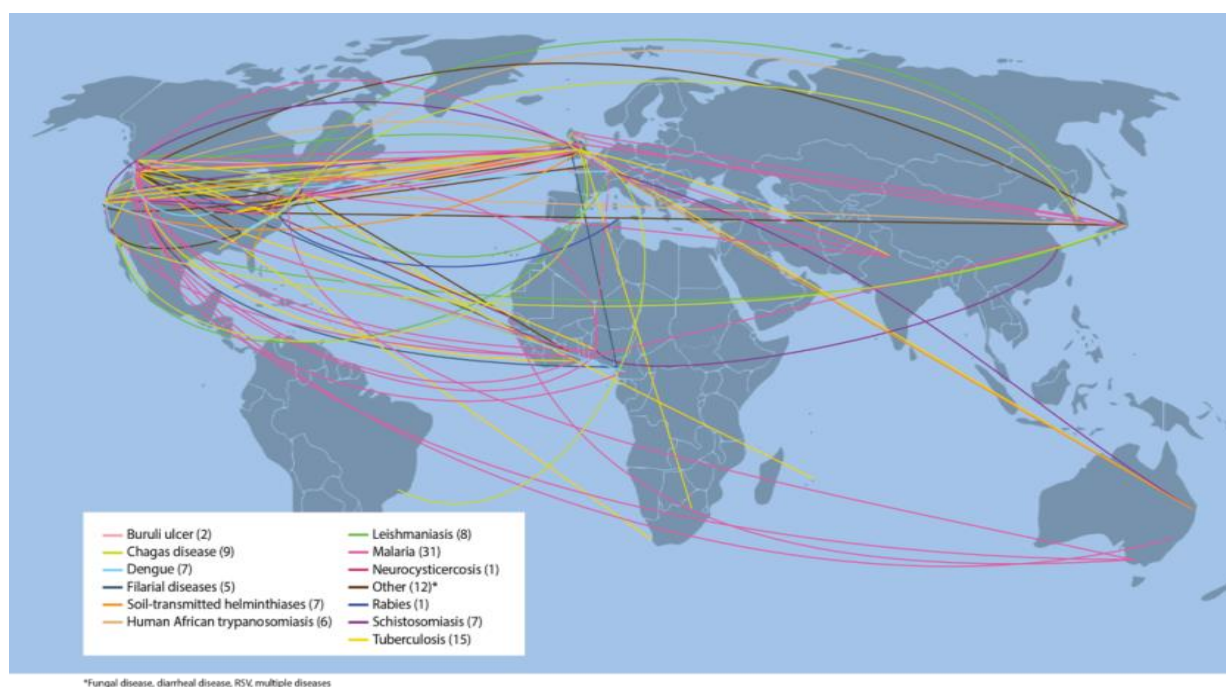 Buruli ulcer (2)
Chagas disease (9)
Dengue (7)
Filarial diseases (5)
Soil-transmitted helminthiases (7)
Human African trypanosomiasis (6)
Leishmaniasis (8)
Malaria (31)
Neurocysticercosis (1)
Other (12)*
Rabies (1)
Schistosomiasis (7)
Tuberculosis (15)
*Fungal disease, diarrheal disease, RSV, multiple diseases